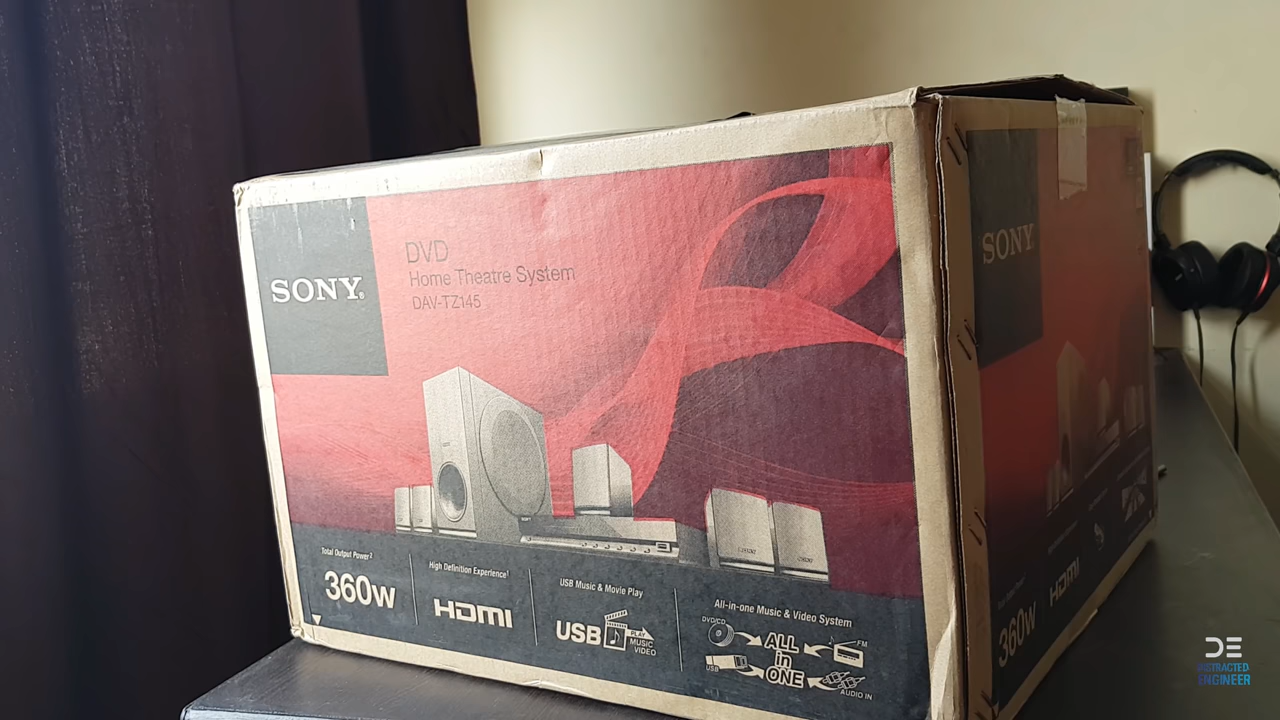 SONY®
DVD
Home Theatre System
DAV-TZ145
Total Output Power²
360W
High Definition Experience¹
HDMI
USB Music & Movie Play
USB
PLAY
MUSIC
VIDEO
All-in-one Music & Video System
DVD/CD
FM
ALL
in
ONE
USB
AUDIO IN
SONY
360W
HDMI
DE
DISTRACTED
ENGINEER